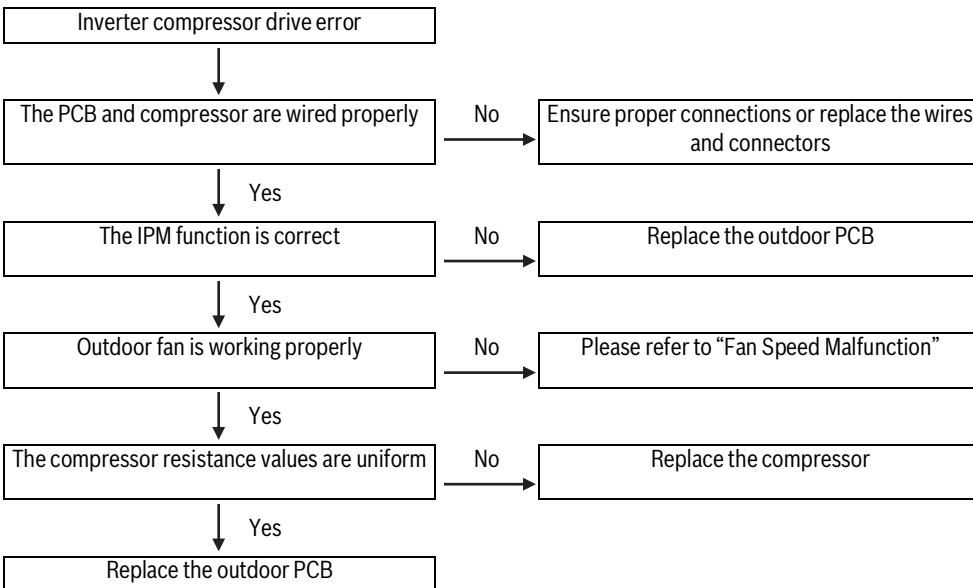 Inverter compressor drive error
The PCB and compressor are wired properly
No
Ensure proper connections or replace the wires
and connectors
Yes
The IPM function is correct
No
Replace the outdoor PCB
Yes
Outdoor fan is working properly
No
Please refer to “Fan Speed Malfunction”
Yes
The compressor resistance values are uniform
No
Replace the compressor
Yes
Replace the outdoor PCB